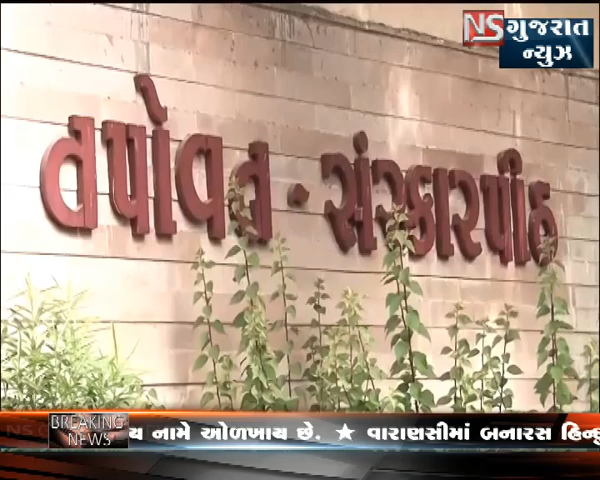 NS ગુજરાત
ન્યુઝ
તપોવન - સંસ્કારપીઠ
BREAKING NEWS
ય નામે ઓળખાય છે. ★ વારાણસીમાં બનારસ હિન્દુ